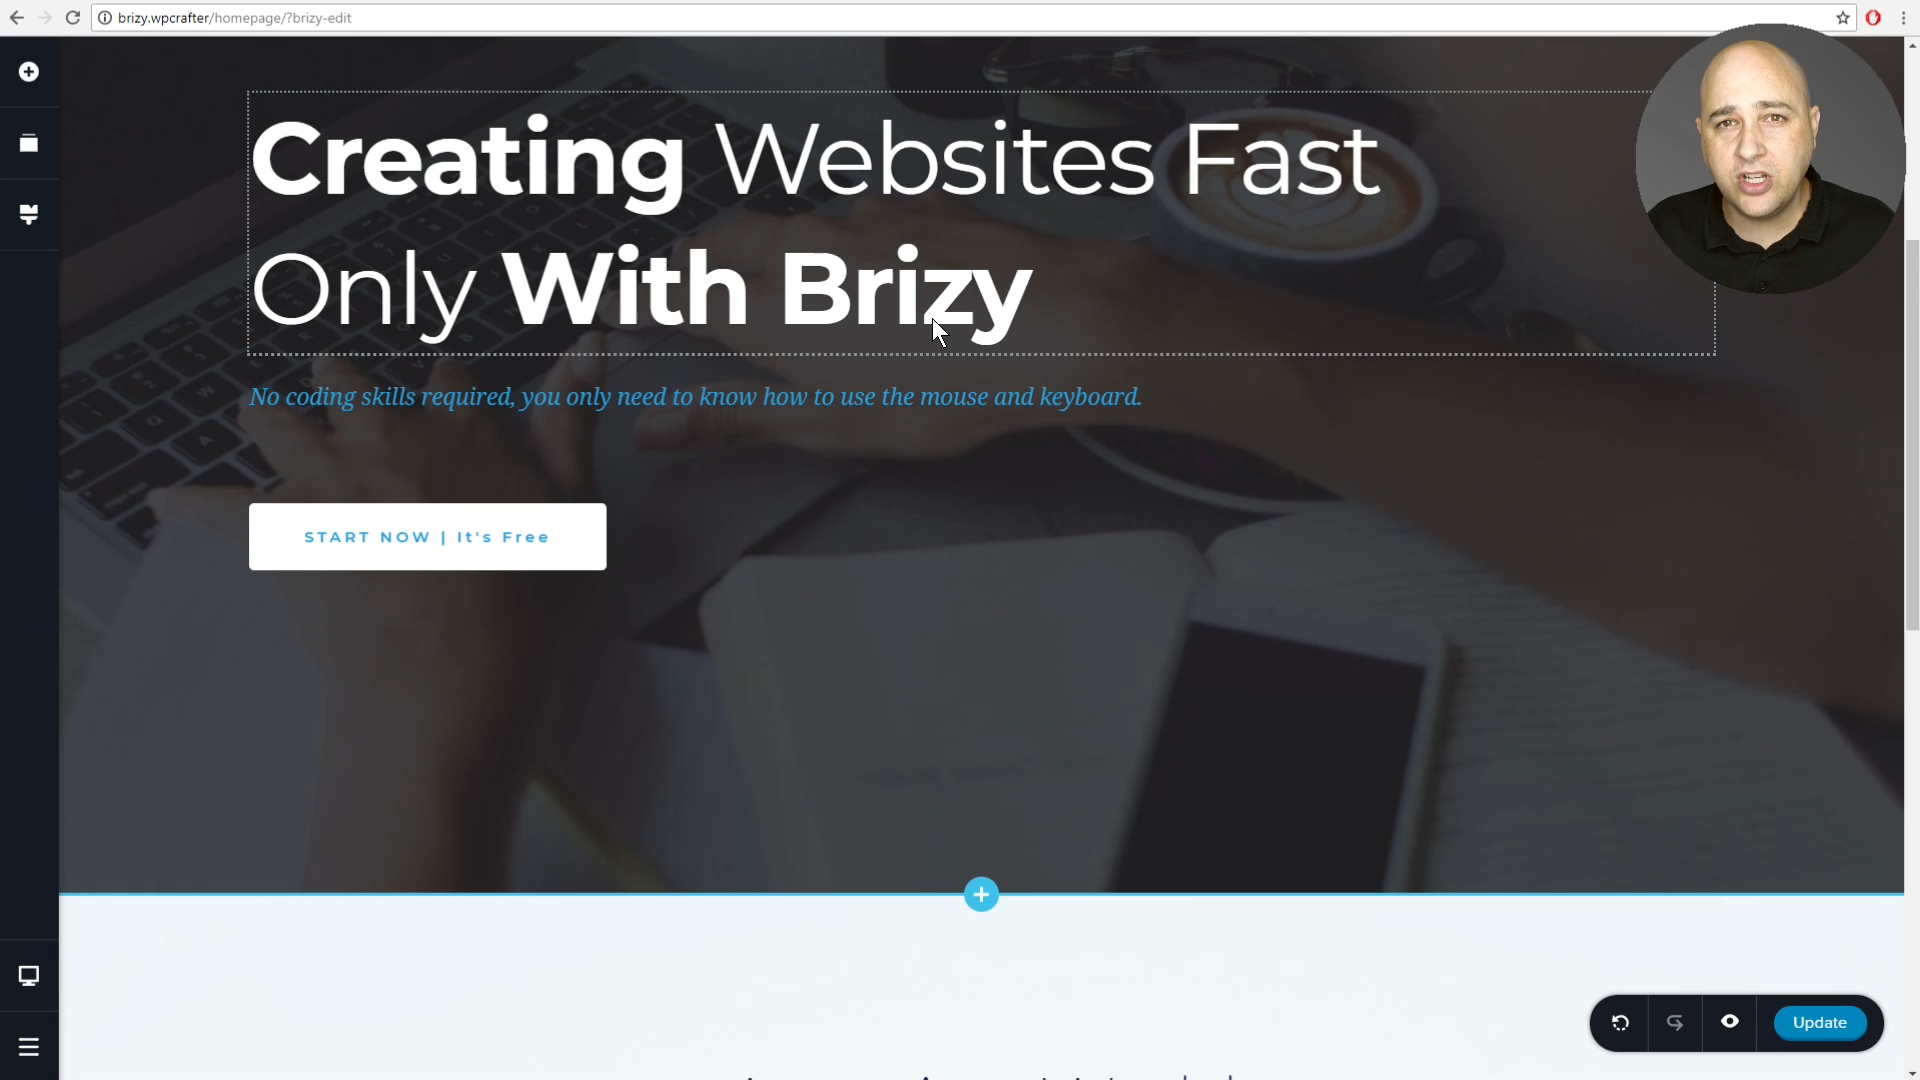 brizy.wpcrafter/homepage/?brizy-edit
Creating Websites Fast
Only With Brizy
No coding skills required, you only need to know how to use the mouse and keyboard.
START NOW | It's Free
Update